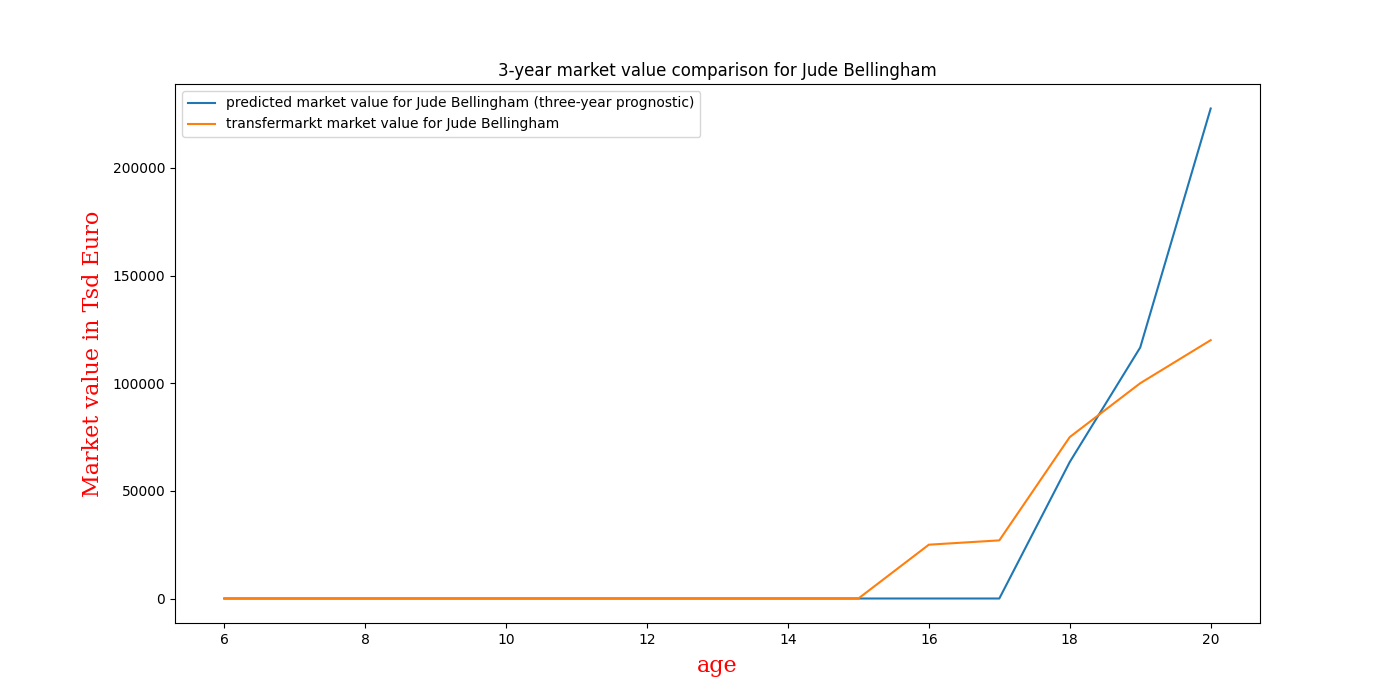 3-year market value comparison for Jude Bellingham
predicted market value for Jude Bellingham (three-year prognostic)
transfermarkt market value for Jude Bellingham
Market value in Tsd Euro
200000
150000
100000
50000
0
6 8 10 12 14 16 18 20
age